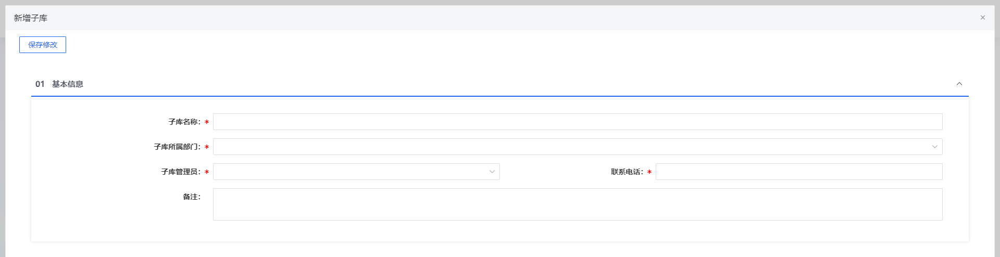 新增子库
保存修改
01 基本信息
子库名称：*
子库所属部门：*
子库管理员：* 联系电话：*
备注：